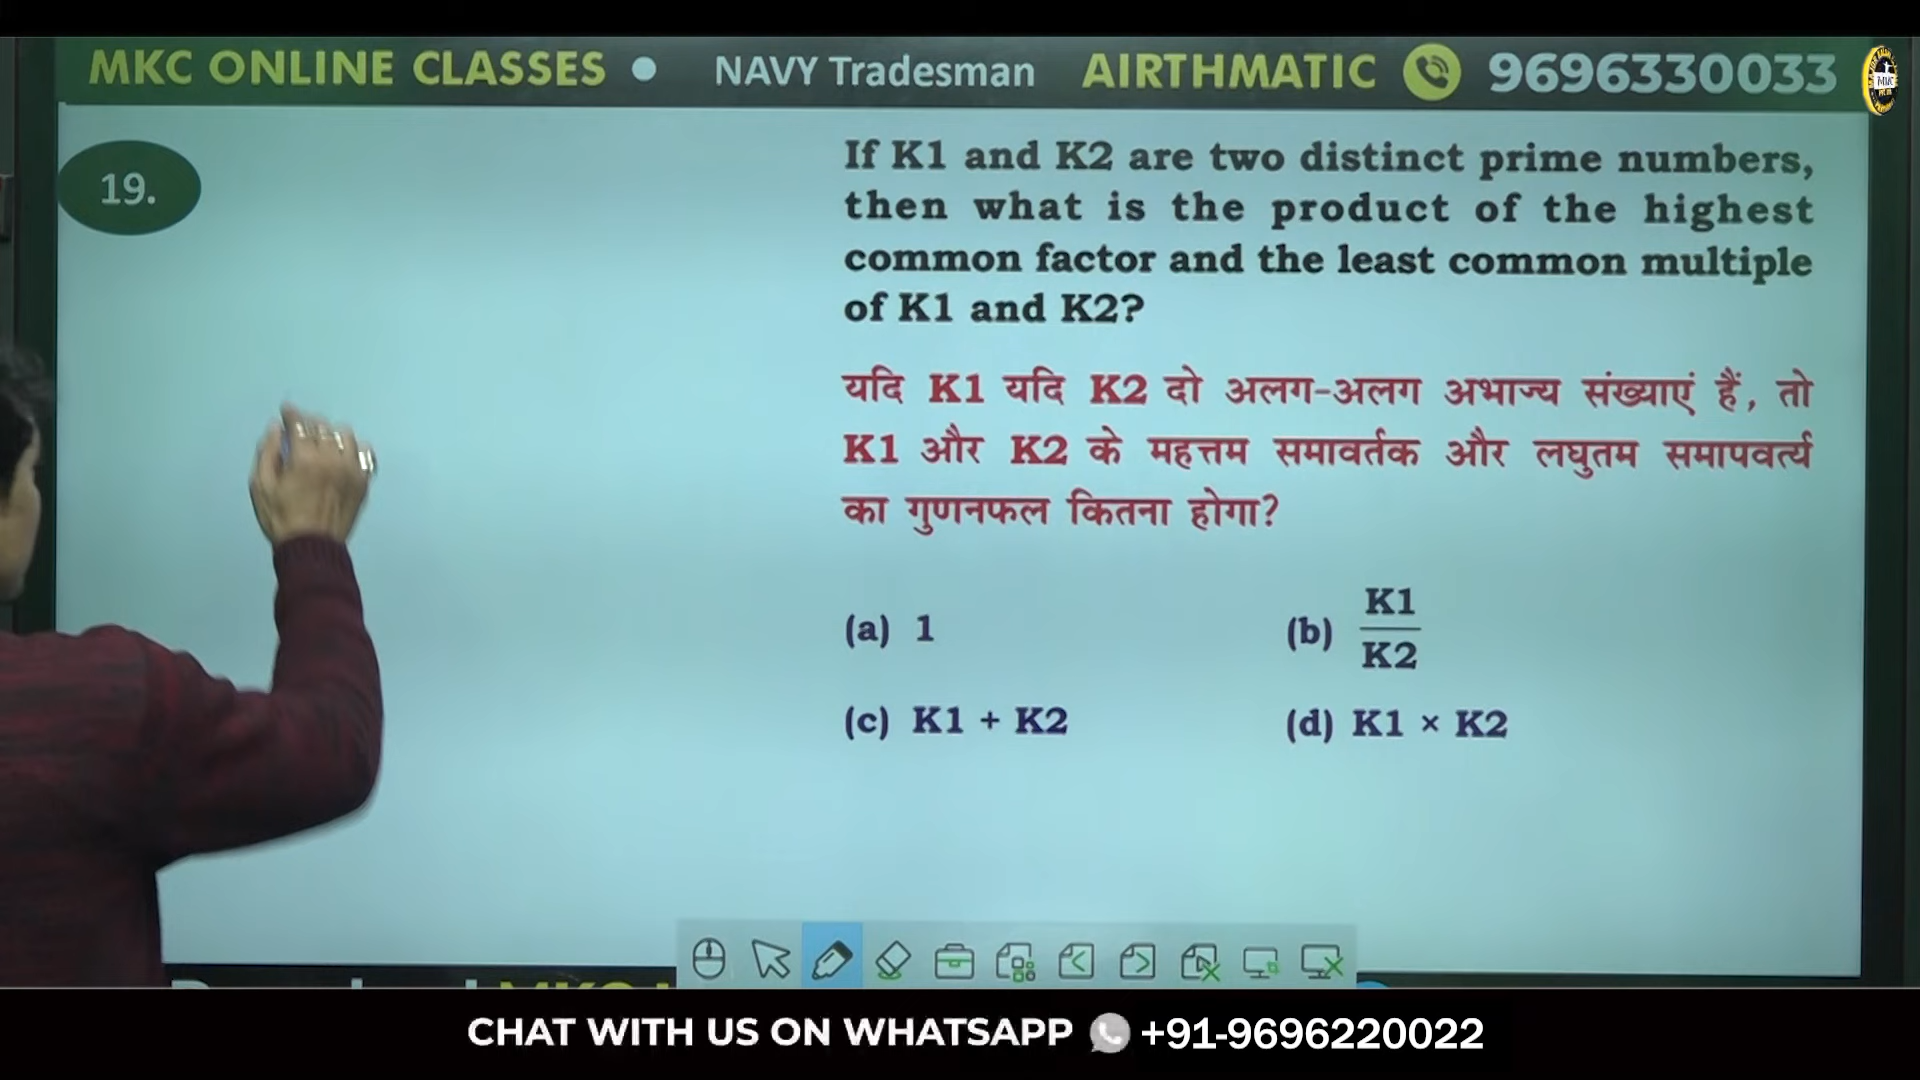 MKC ONLINE CLASSES • NAVY Tradesman AIRTHMATIC 9696330033
19.
If K1 and K2 are two distinct prime numbers,
then what is the product of the highest
common factor and the least common multiple
of K1 and K2?
यदि K1 यदि K2 दो अलग-अलग अभाज्य संख्याएं हैं, तो
K1 और K2 के महत्तम समावर्तक और लघुतम समापवर्त्य
का गुणनफल कितना होगा?
(a) 1
(b) K1
K2
(c) K1 + K2
(d) K1 × K2
CHAT WITH US ON WHATSAPP +91-9696220022